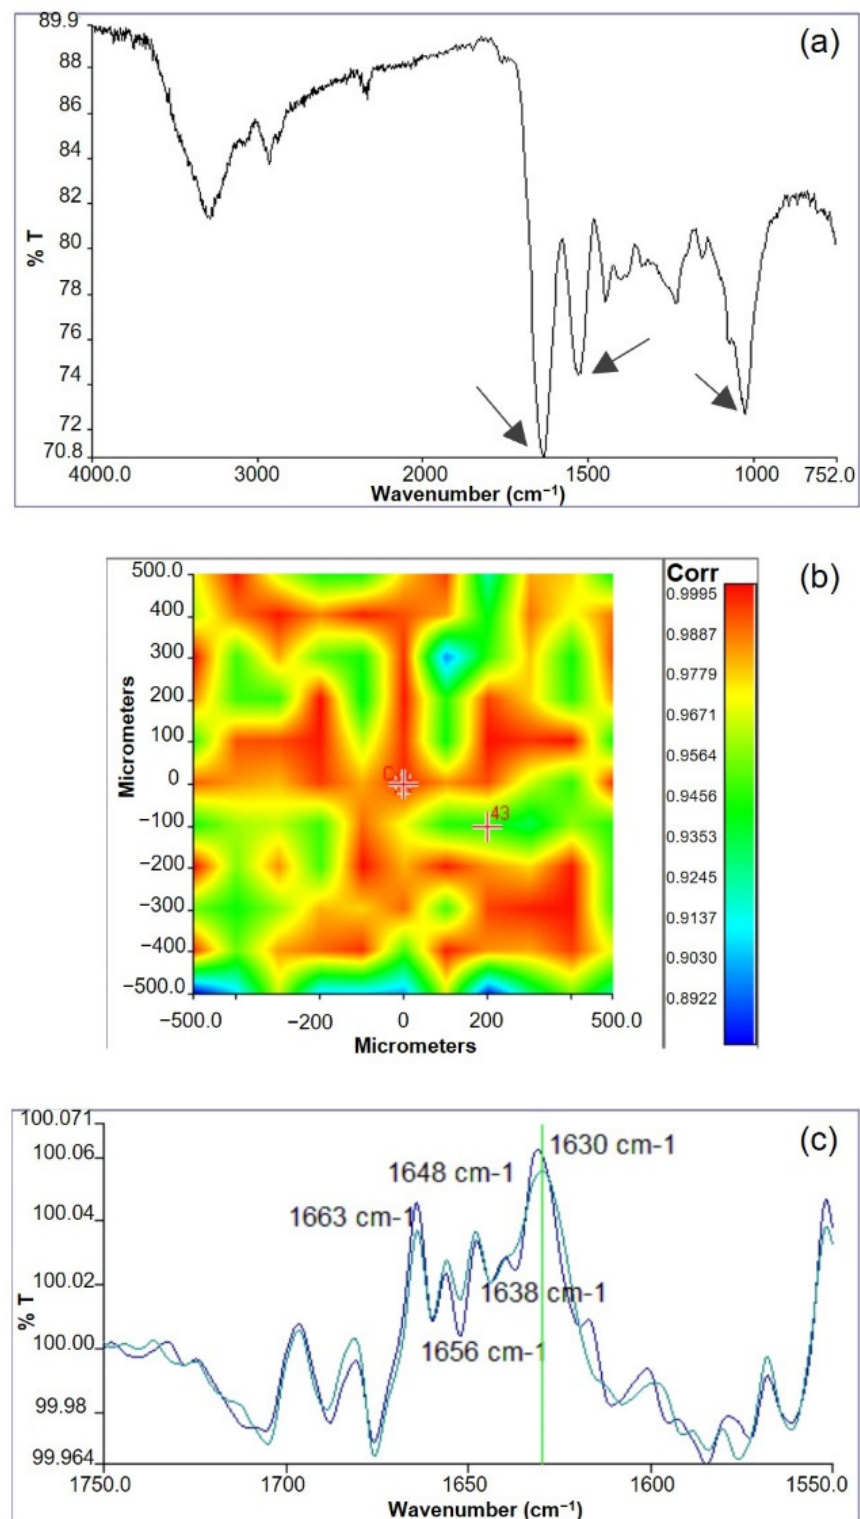 (a)
89.9
88
86
84
82
80
78
76
74
72
70.8
% T
4000.0 3000 2000 1500 1000 752.0
Wavenumber (cm⁻¹)
(b)
Corr
500.0
400
300
200
100
0
−100
−200
−300
−400
−500.0
Micrometers
C
43
−500.0 −200 0 200 500.0
Micrometers
0.9995
0.9887
0.9779
0.9671
0.9564
0.9456
0.9353
0.9245
0.9137
0.9030
0.8922
(c)
100.071
100.06
100.04
100.02
100.00
99.98
99.964
% T
1630 cm-1
1648 cm-1
1663 cm-1
1638 cm-1
1656 cm-1
1750.0 1700 1650 1600 1550.0
Wavenumber (cm⁻¹)